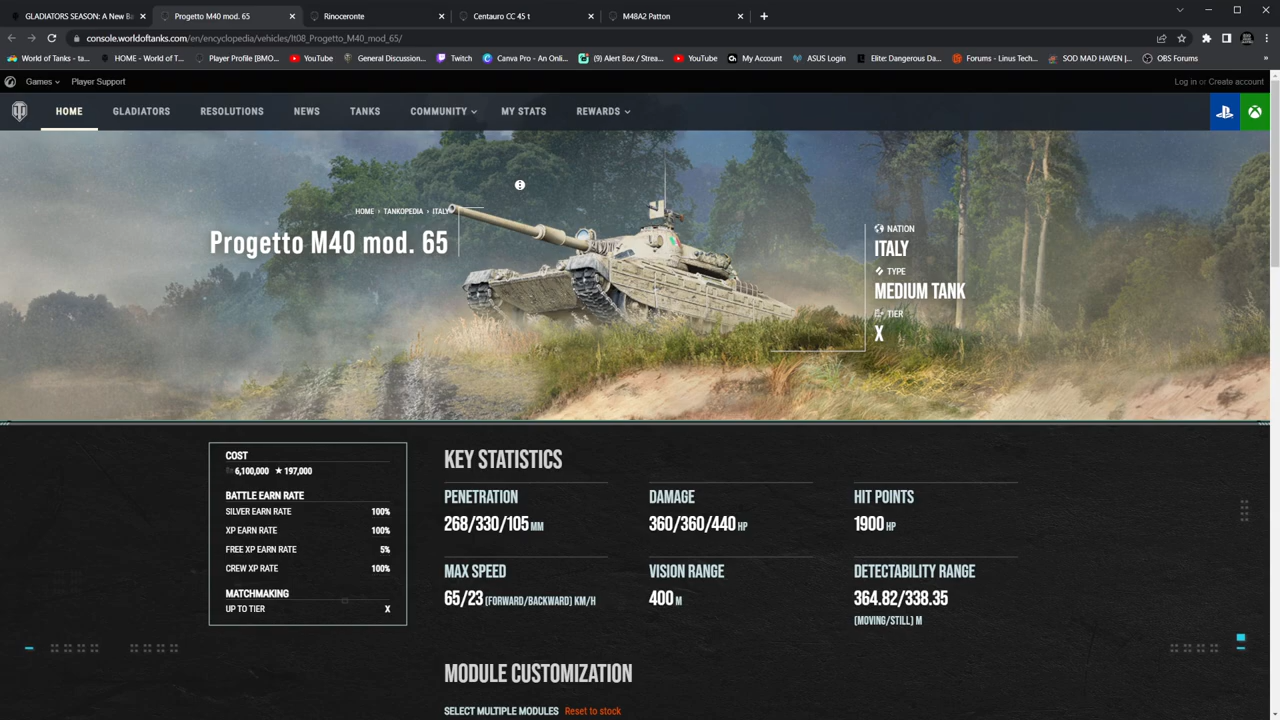 GLADIATORS SEASON: A New Ba
Progetto M40 mod. 65
Rinoceronte
Centauro CC 45 t
M48A2 Patton
console.worldoftanks.com/en/encyclopedia/vehicles/It08_Progetto_M40_mod_65/
World of Tanks - ta...
HOME - World of T...
Player Profile [BMO...
YouTube
General Discussion...
Twitch
Canva Pro - An Onli...
(9) Alert Box / Strea...
YouTube
My Account
ASUS Login
Elite: Dangerous Da...
Forums - Linus Tech...
SOD MAD HAVEN |...
OBS Forums
»
Games
Player Support
Log in or Create account
HOME
GLADIATORS
RESOLUTIONS
NEWS
TANKS
COMMUNITY
MY STATS
REWARDS
HOME › TANKOPEDIA › ITALY
Progetto M40 mod. 65
NATION
ITALY
TYPE
MEDIUM TANK
TIER
X
COST
6,100,000 ★ 197,000
BATTLE EARN RATE
SILVER EARN RATE 100%
XP EARN RATE 100%
FREE XP EARN RATE 5%
CREW XP RATE 100%
MATCHMAKING
UP TO TIER X
KEY STATISTICS
PENETRATION
268/330/105 MM
DAMAGE
360/360/440 HP
HIT POINTS
1900 HP
MAX SPEED
65/23 (FORWARD/BACKWARD) KM/H
VISION RANGE
400 M
DETECTABILITY RANGE
364.82/338.35
(MOVING/STILL) M
MODULE CUSTOMIZATION
SELECT MULTIPLE MODULES Reset to stock